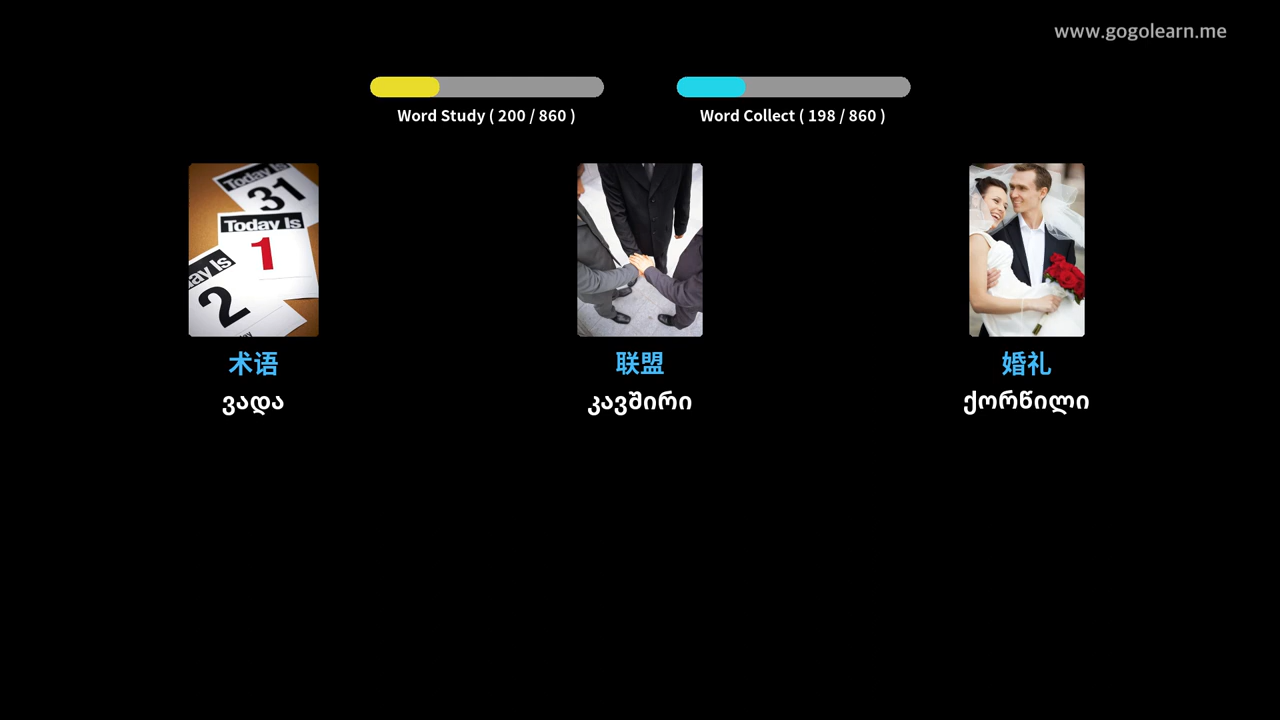 www.gogolearn.me
Word Study ( 200 / 860 )
Word Collect ( 198 / 860 )
Today Is
31
Today Is
1
ay Is
2
术语
联盟
婚礼
ვადა
კავშირი
ქორწილი